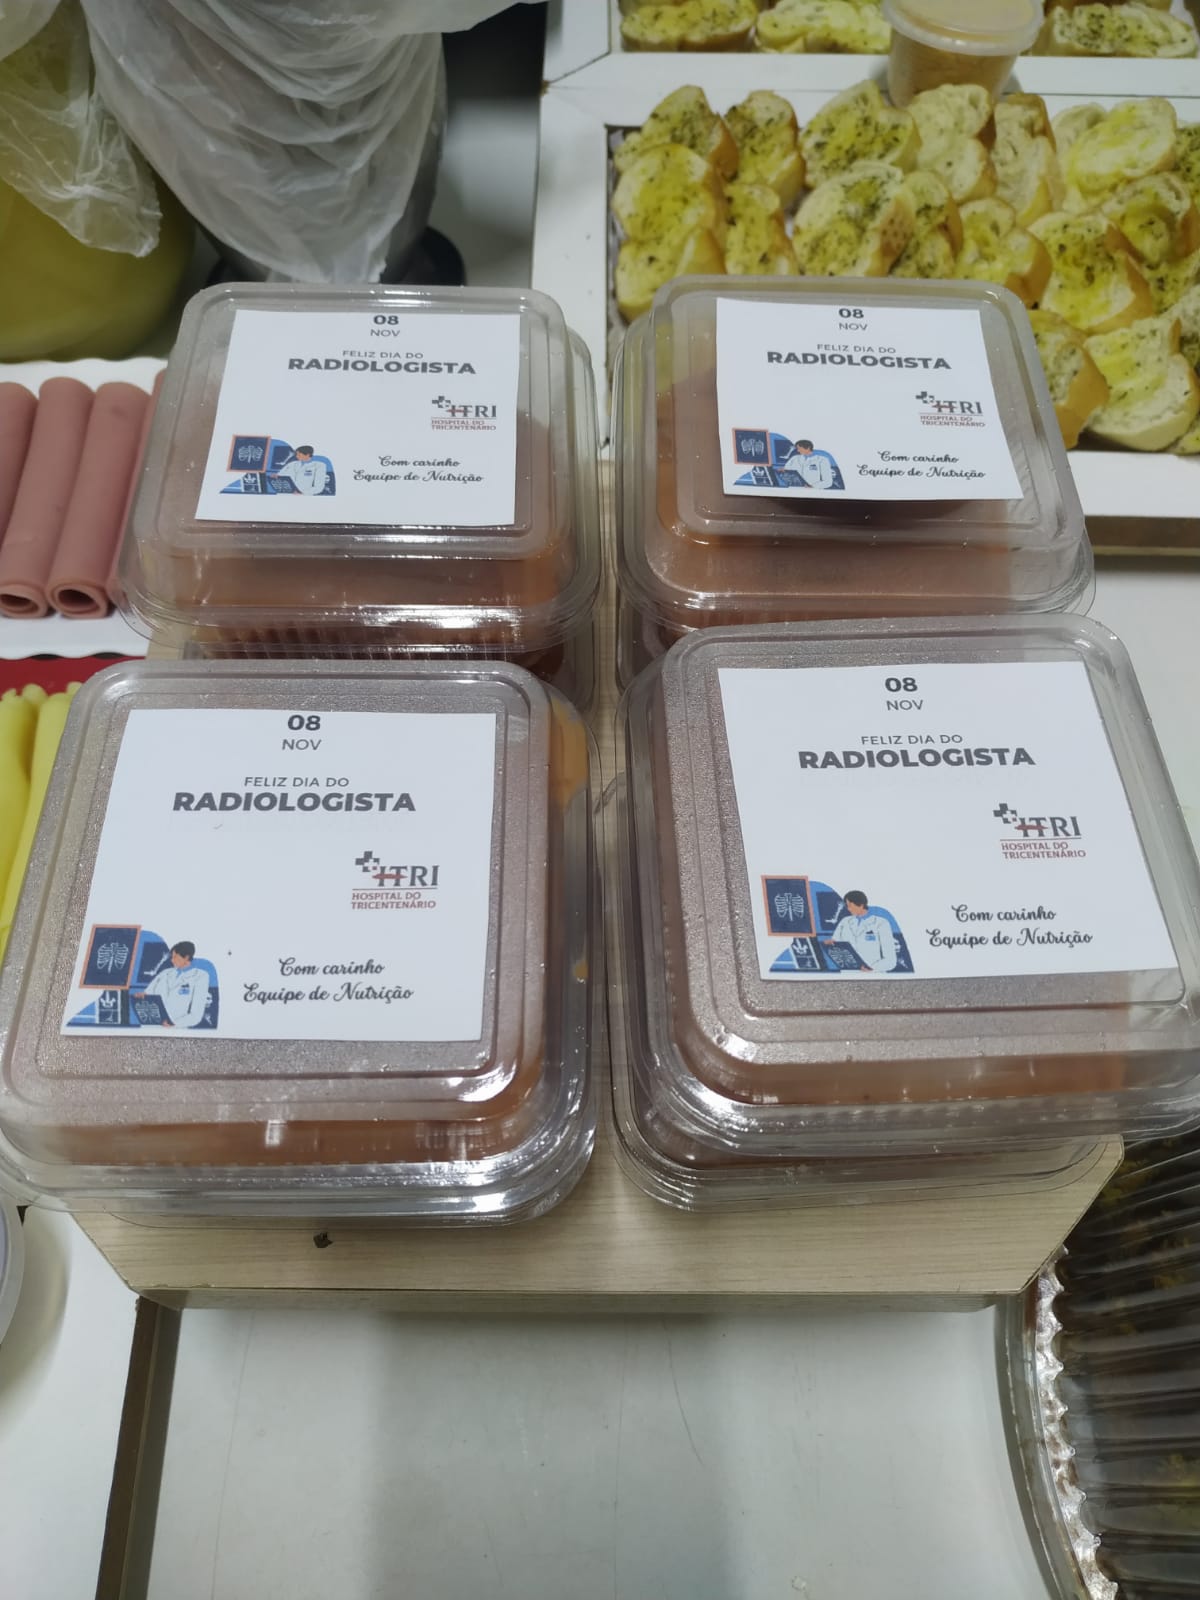 08
NOV
FELIZ DIA DO
RADIOLOGISTA
HTRI
HOSPITAL DO
TRICENTENÁRIO
Com carinho
Equipe de Nutrição
08
NOV
FELIZ DIA DO
RADIOLOGISTA
HTRI
HOSPITAL DO
TRICENTENÁRIO
Com carinho
Equipe de Nutrição
08
NOV
FELIZ DIA DO
RADIOLOGISTA
HTRI
HOSPITAL DO
TRICENTENÁRIO
Com carinho
Equipe de Nutrição
08
NOV
FELIZ DIA DO
RADIOLOGISTA
HTRI
HOSPITAL DO
TRICENTENÁRIO
Com carinho
Equipe de Nutrição